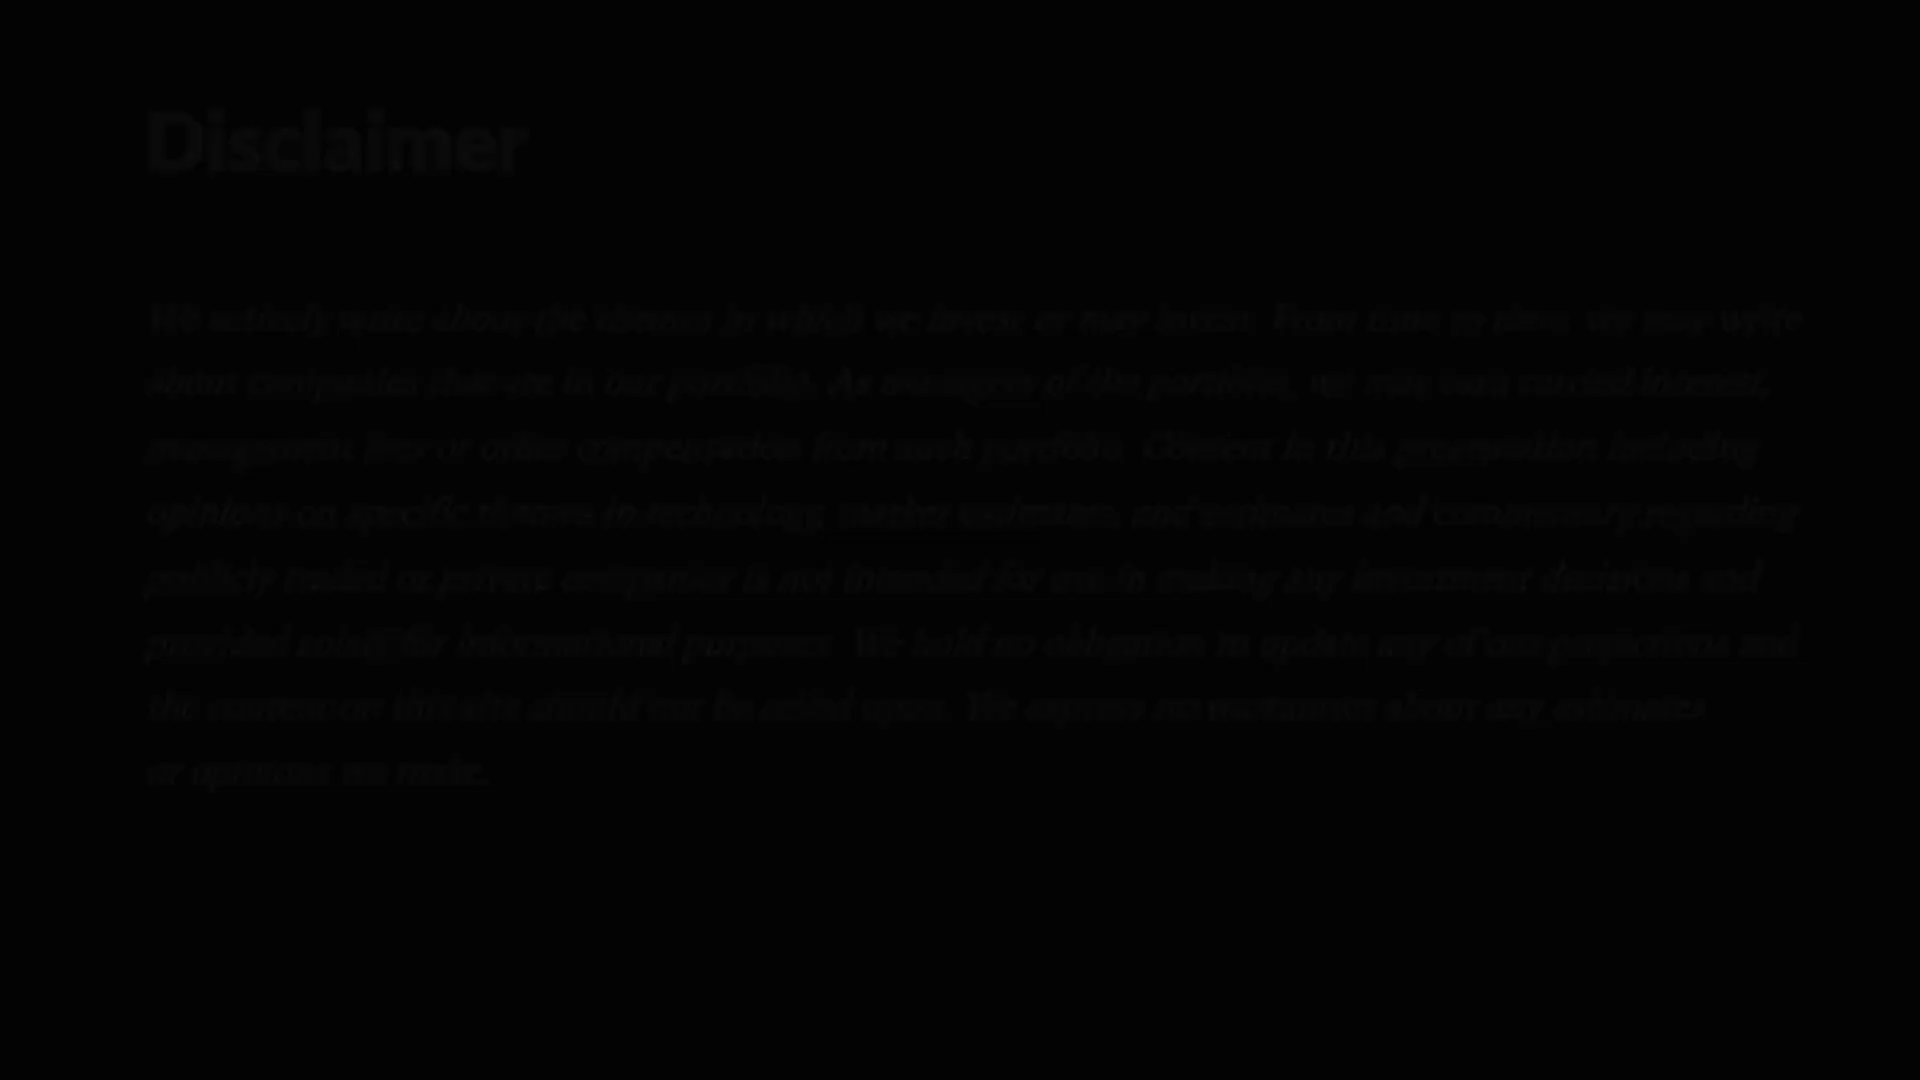 Disclaimer
We actively write about the themes in which we invest or may invest. From time to time, we may write
about companies that are in our portfolio. As managers of the portfolio, we may earn carried interest,
management fees or other compensation from such portfolio. Content in this presentation including
opinions on specific themes in technology, market estimates, and estimates and commentary regarding
publicly traded or private companies is not intended for use in making any investment decisions and
provided solely for informational purposes. We hold no obligation to update any of our projections and
the content on this site should not be relied upon. We express no warranties about any estimates
or opinions we make.